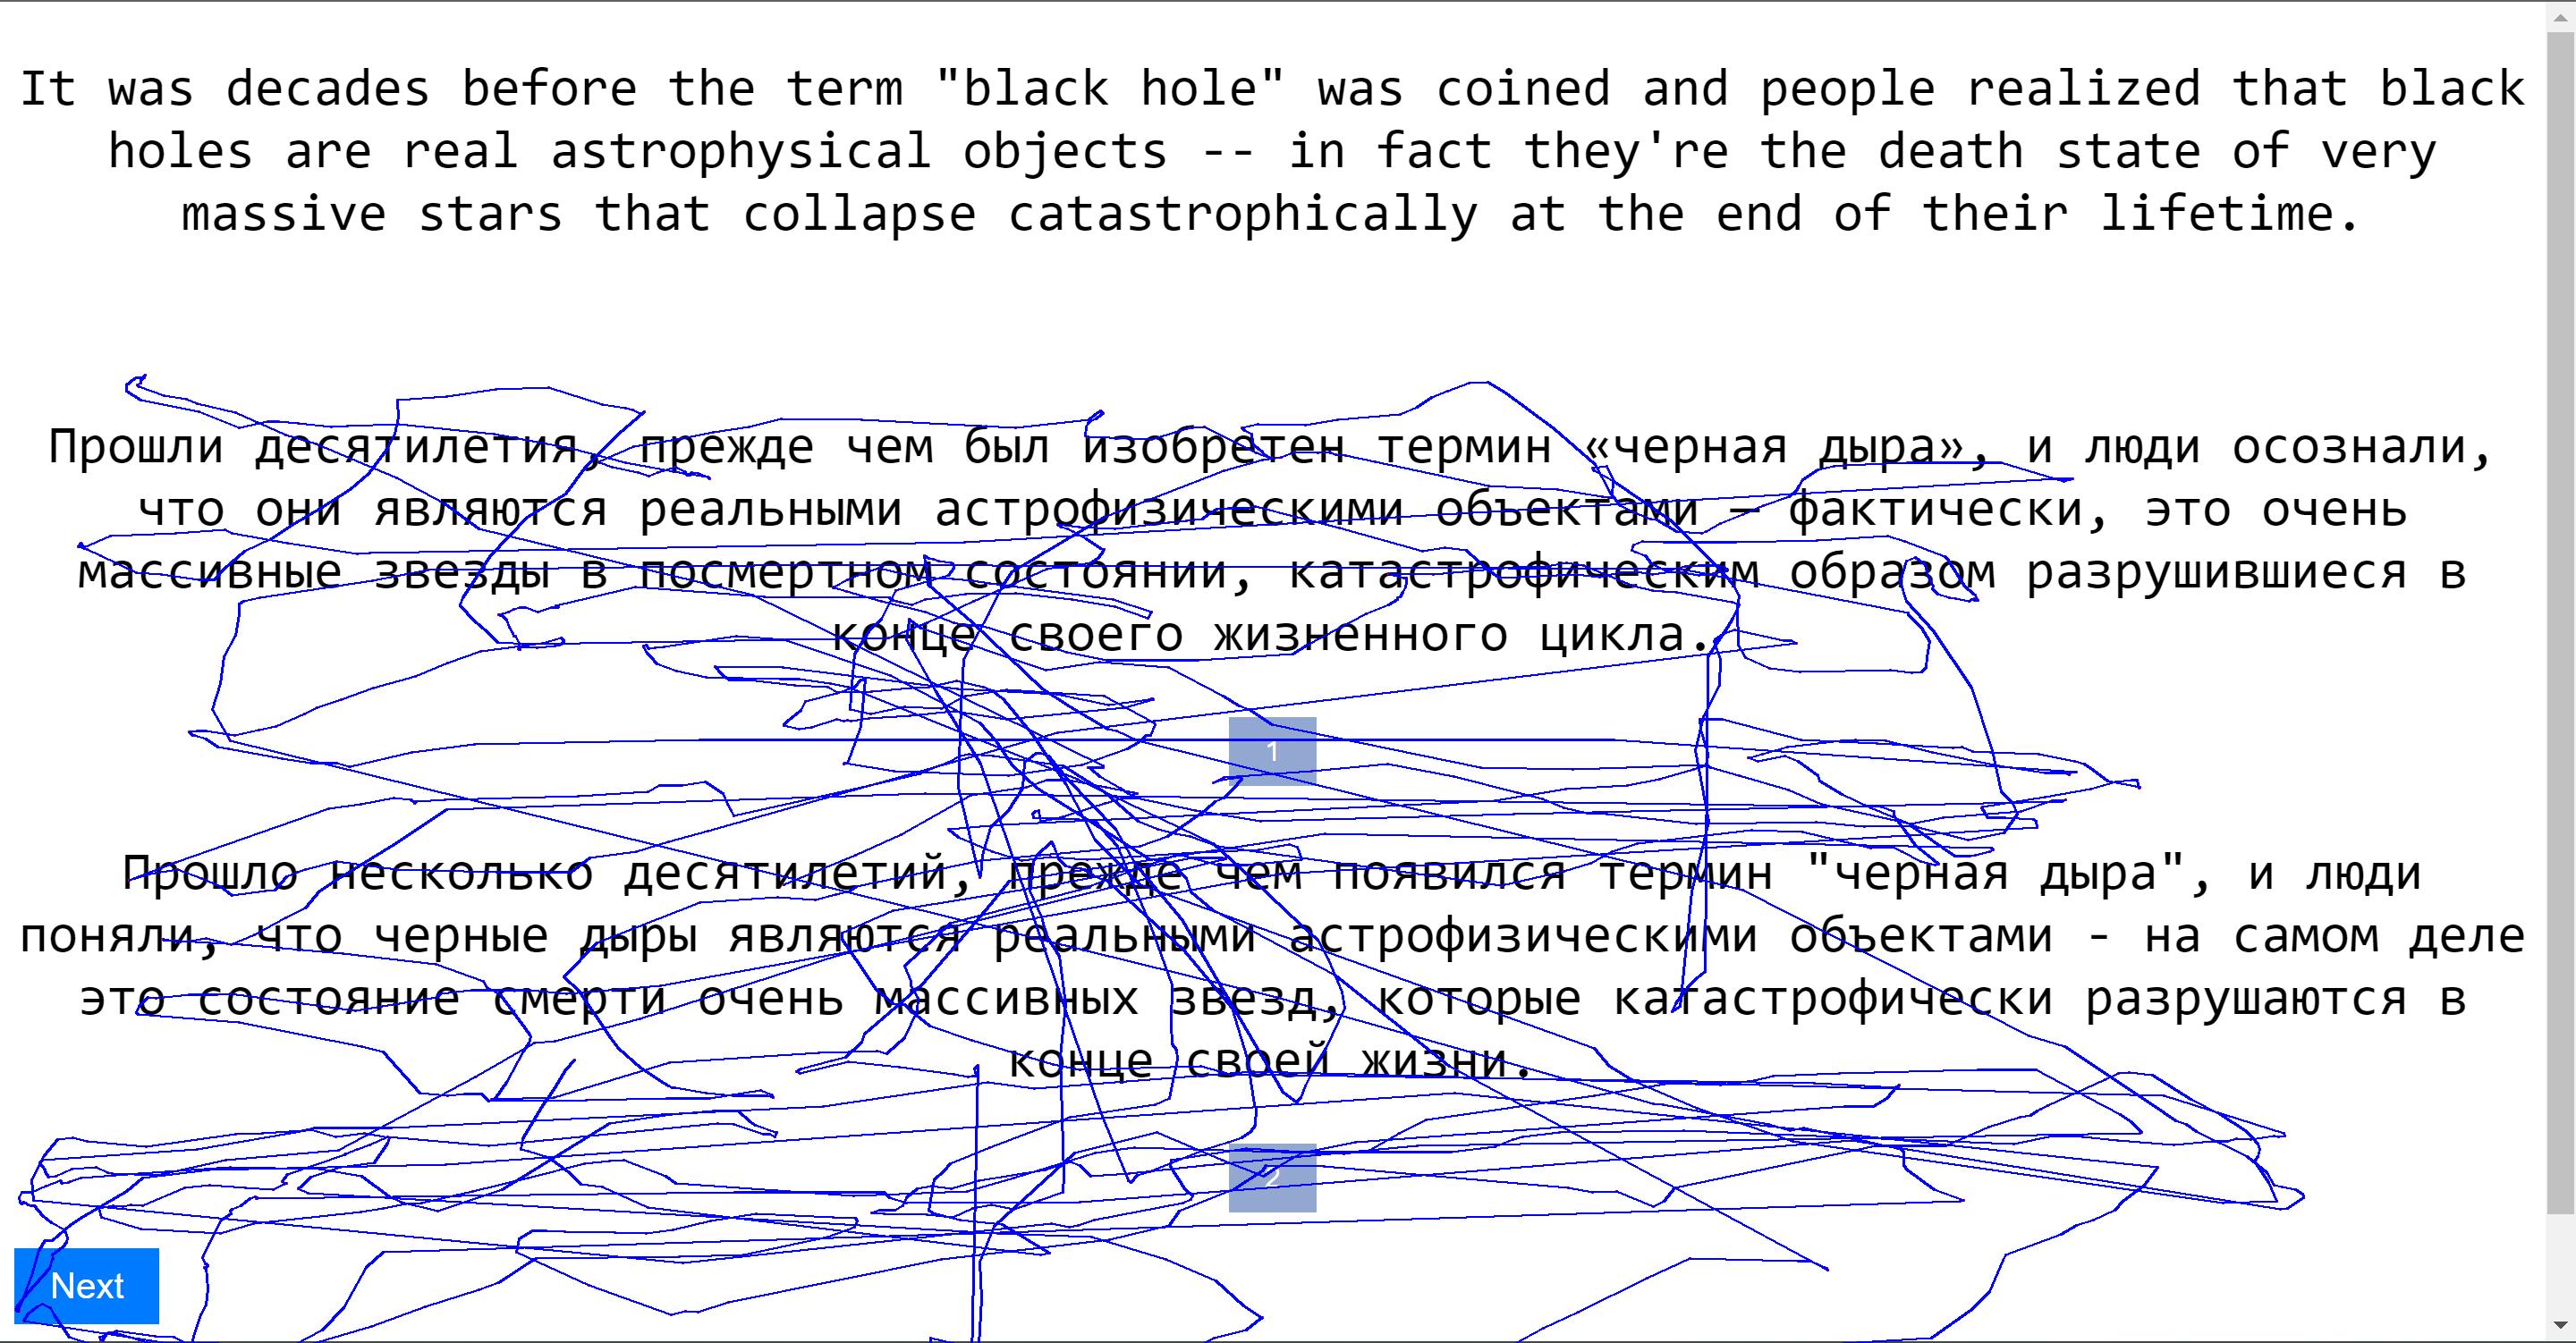 It was decades before the term "black hole" was coined and people realized that black
holes are real astrophysical objects -- in fact they're the death state of very
massive stars that collapse catastrophically at the end of their lifetime.
Прошли десятилетия, прежде чем был изобретен термин «черная дыра», и люди осознали,
что они являются реальными астрофизическими объектами — фактически, это очень
массивные звезды в посмертном состоянии, катастрофическим образом разрушившиеся в
конце своего жизненного цикла.
1
Прошло несколько десятилетий, прежде чем появился термин "черная дыра", и люди
поняли, что черные дыры являются реальными астрофизическими объектами - на самом деле
это состояние смерти очень массивных звезд, которые катастрофически разрушаются в
конце своей жизни.
2
Next